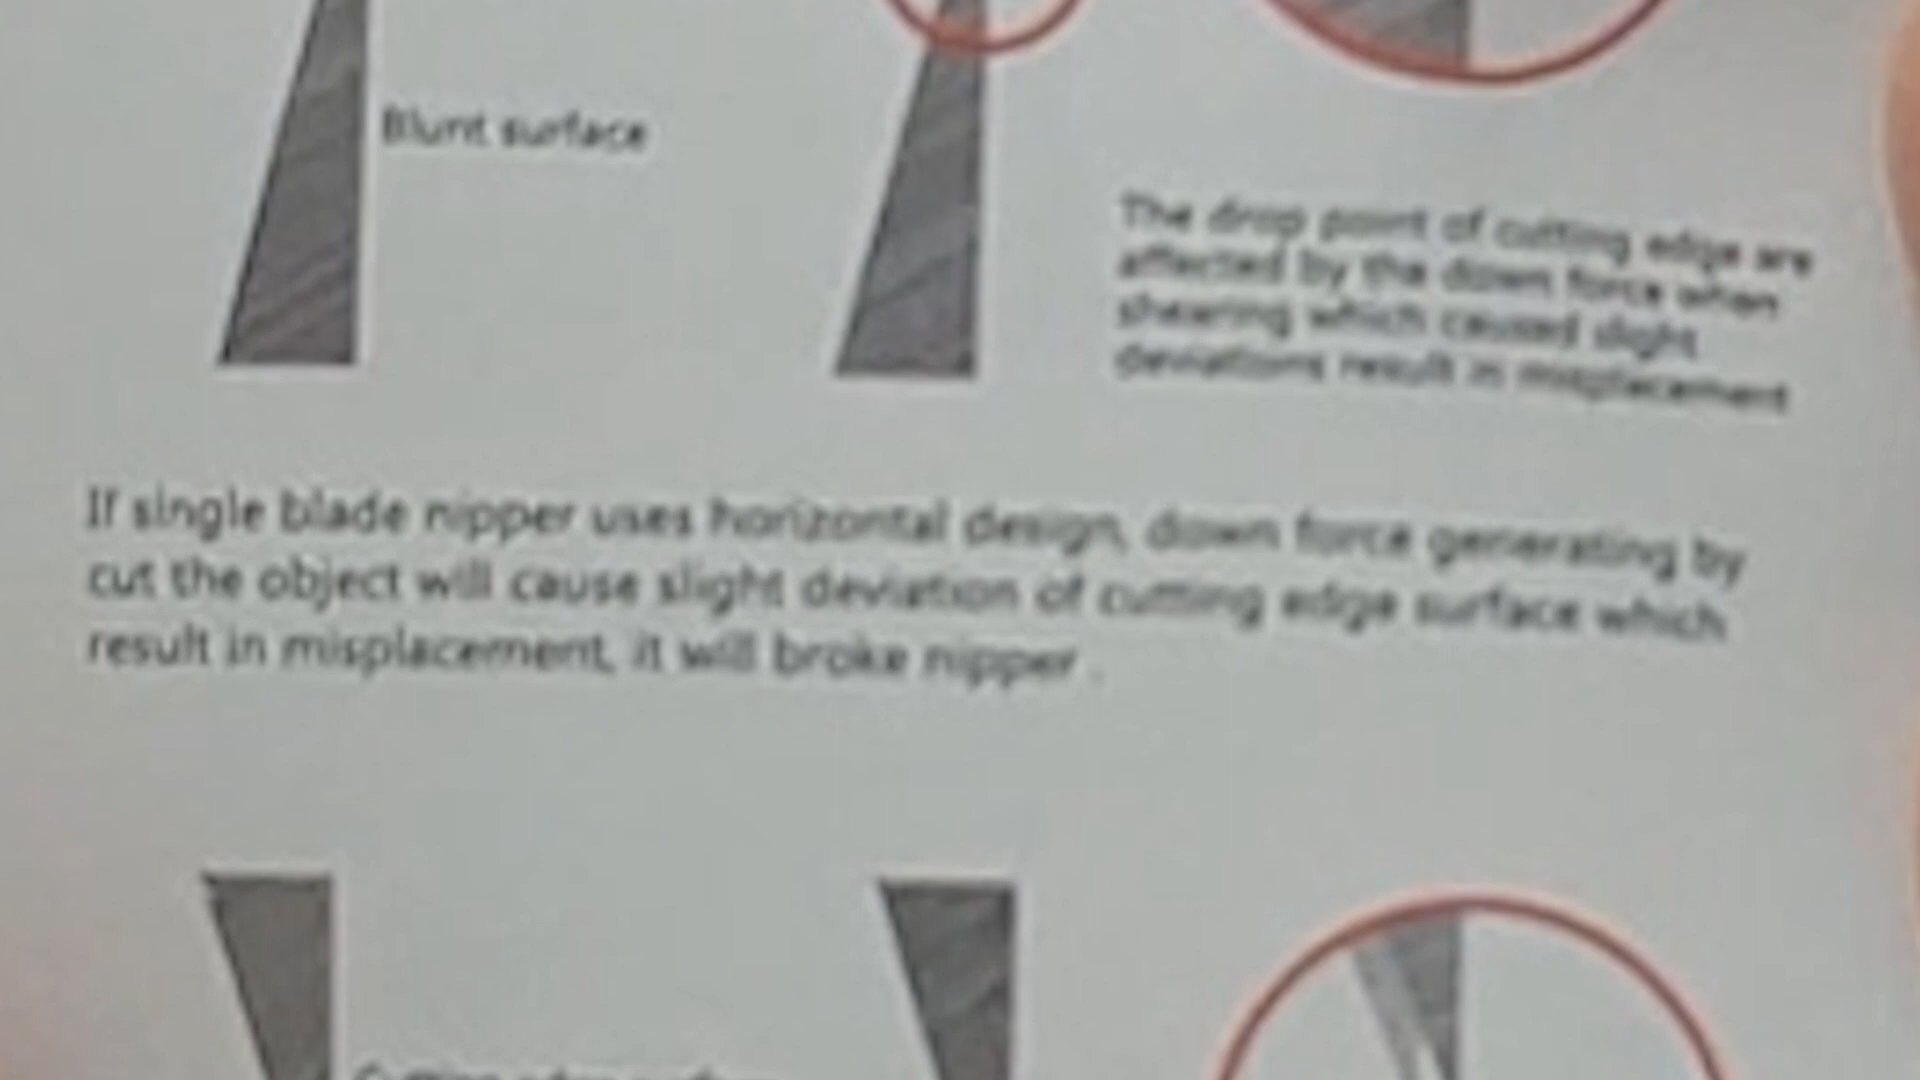 Blunt surface
The drop point of cutting edge are
affected by the down force when
shearing which caused slight
deviations result in misplacement
If single blade nipper uses horizontal design, down force generating by
cut the object will cause slight deviation of cutting edge surface which
result in misplacement, it will broke nipper .
Cutting edge